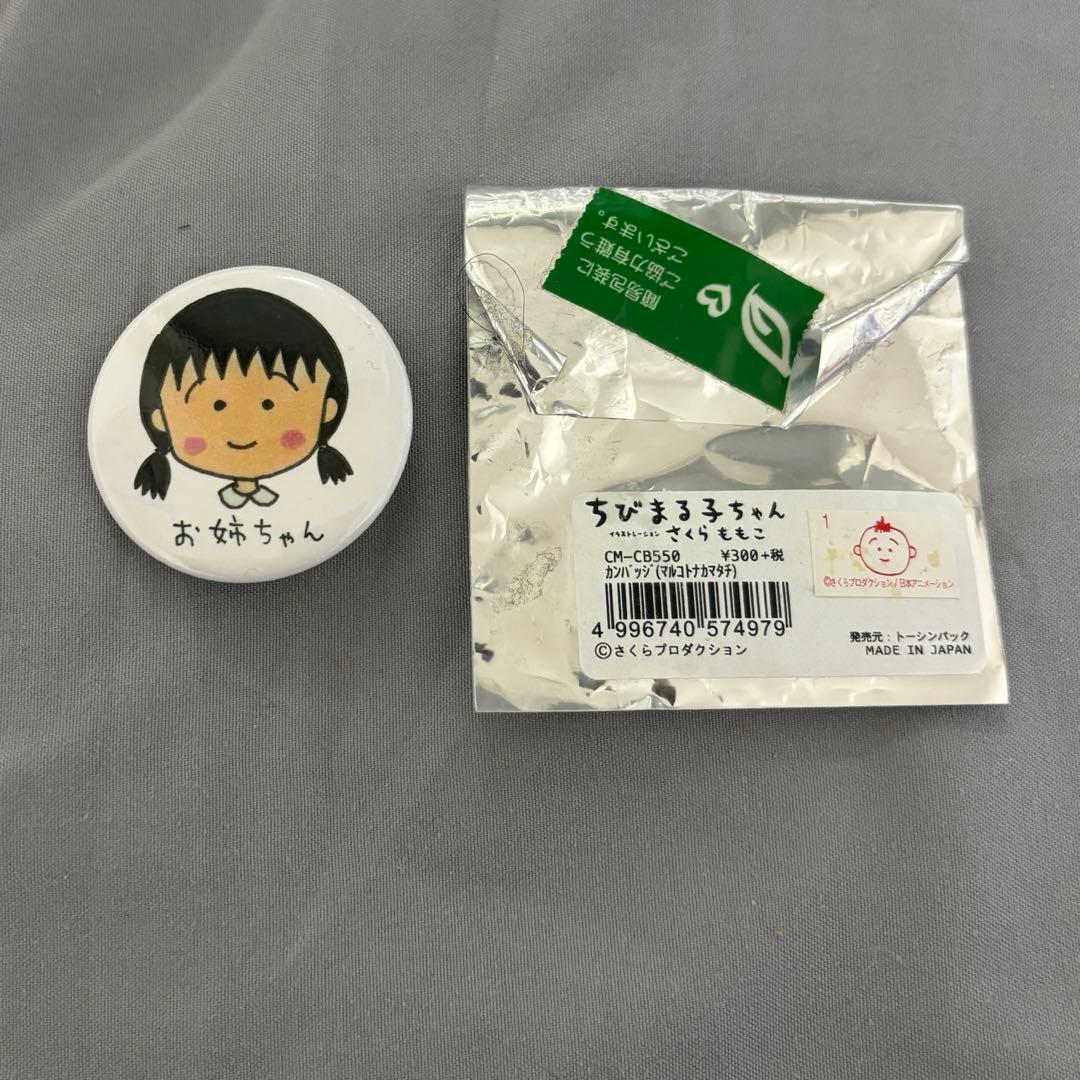 お姉ちゃん
簡易包装に
ご協力有難う
ございます。
ちびまる子ちゃん
イラストレーション さくらももこ
CM-CB550 ¥300+税
カンバッジ(マルコトナカマタチ)
4 996740 574979
©さくらプロダクション
1
©さくらプロダクション/日本アニメーション
発売元:トーシンパック
MADE IN JAPAN